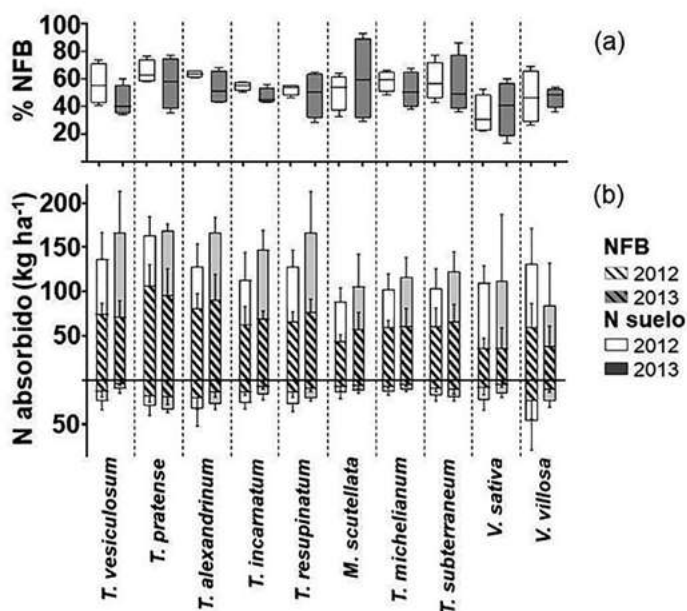 100
80
60
40
20
% NFB
(a)
200
150
100
50
50
N absorbido (kg ha⁻¹)
(b)
NFB
2012
2013
N suelo
2012
2013
T. vesiculosum
T. pratense
T. alexandrinum
T. incarnatum
T. resupinatum
M. scutellata
T. michelianum
T. subterraneum
V. sativa
V. villosa